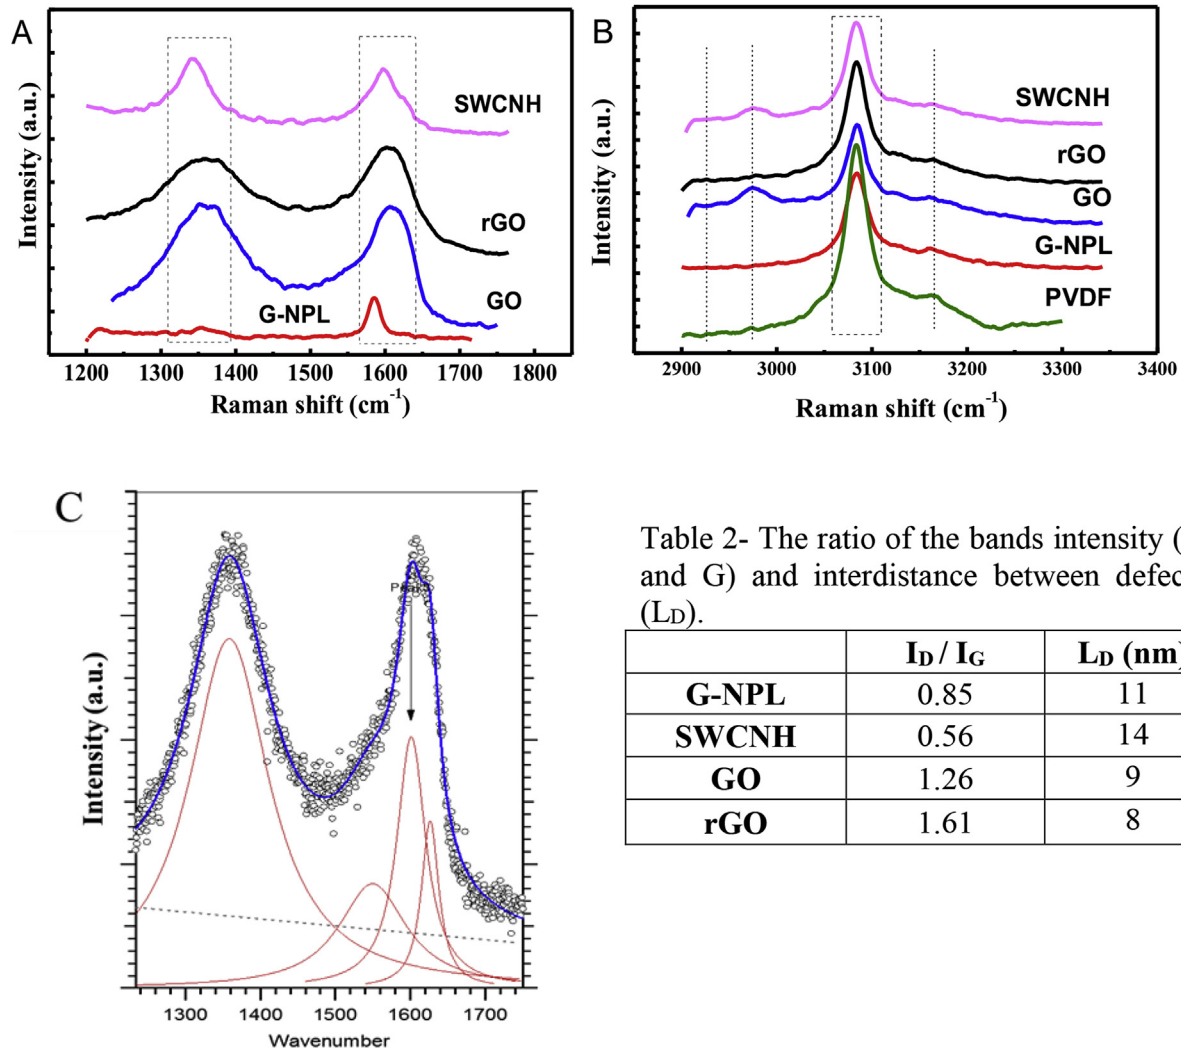 A
SWCNH
rGO
GO
G-NPL
Intensity (a.u.)
1200 1300 1400 1500 1600 1700 1800
Raman shift (cm-1)
B
SWCNH
rGO
GO
G-NPL
PVDF
Intensity (a.u.)
2900 3000 3100 3200 3300 3400
Raman shift (cm-1)
C
Intensity (a.u.)
1300 1400 1500 1600 1700
Wavenumber
Table 2- The ratio of the bands intensity (
and G) and interdistance between defec
(LD).
ID / IG LD (nm)
G-NPL 0.85 11
SWCNH 0.56 14
GO 1.26 9
rGO 1.61 8